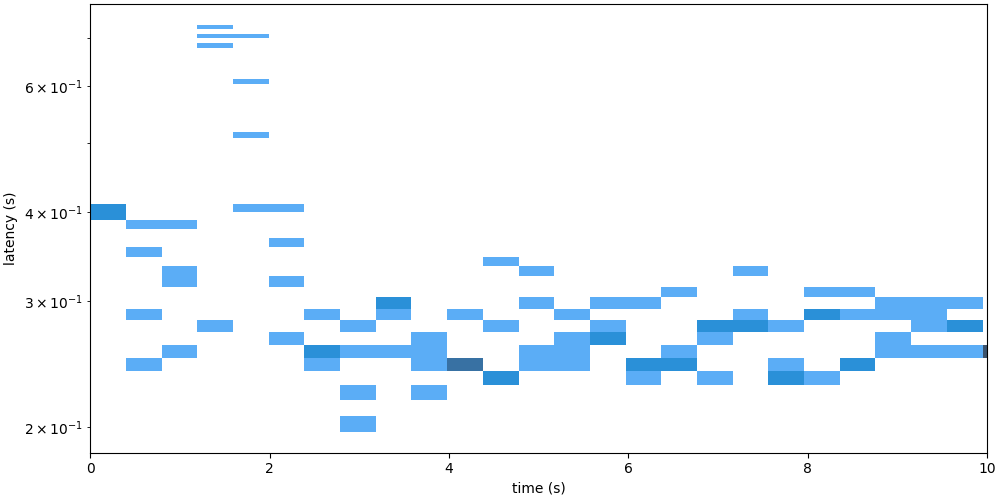 latency (s)
6 × 10⁻¹
4 × 10⁻¹
3 × 10⁻¹
2 × 10⁻¹
0 2 4 6 8 10
time (s)